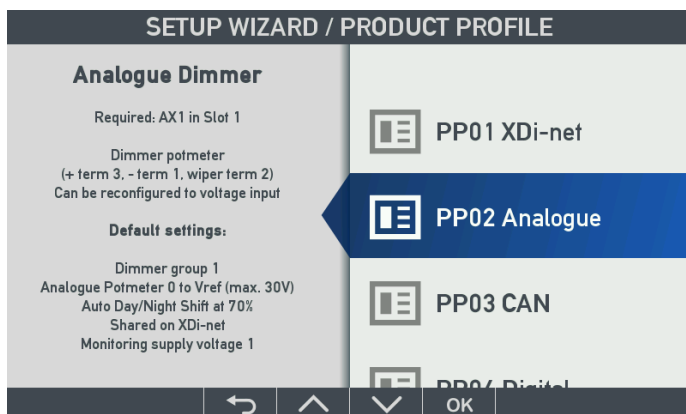 SETUP WIZARD / PRODUCT PROFILE
Analogue Dimmer
Required: AX1 in Slot 1
Dimmer potmeter
(+ term 3, - term 1, wiper term 2)
Can be reconfigured to voltage input
Default settings:
Dimmer group 1
Analogue Potmeter 0 to Vref (max. 30V)
Auto Day/Night Shift at 70%
Shared on XDi-net
Monitoring supply voltage 1
PP01 XDi-net
PP02 Analogue
PP03 CAN
PP04 Digital
OK